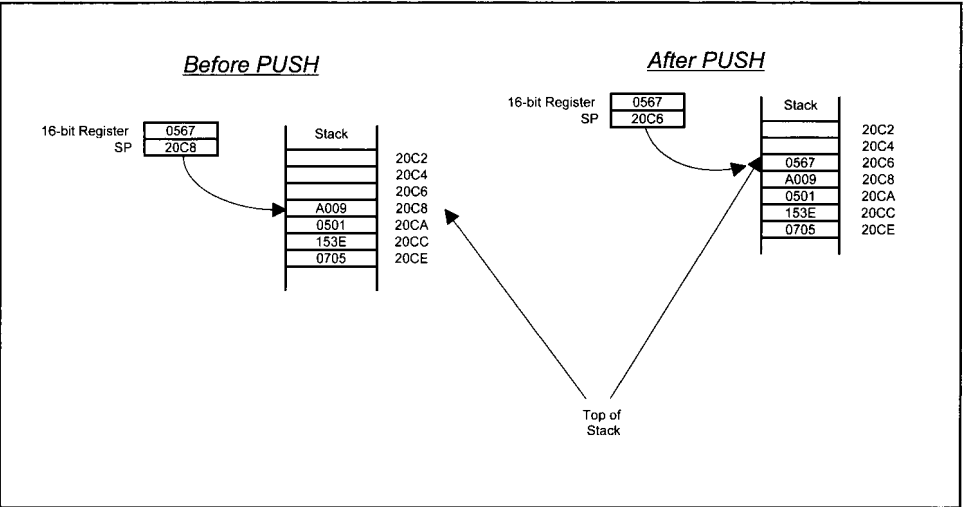 Before PUSH
16-bit Register 0567
SP 20C8
Stack
20C2
20C4
20C6
A009 20C8
0501 20CA
153E 20CC
0705 20CE
After PUSH
16-bit Register 0567
SP 20C6
Stack
20C2
20C4
0567 20C6
A009 20C8
0501 20CA
153E 20CC
0705 20CE
Top of
Stack